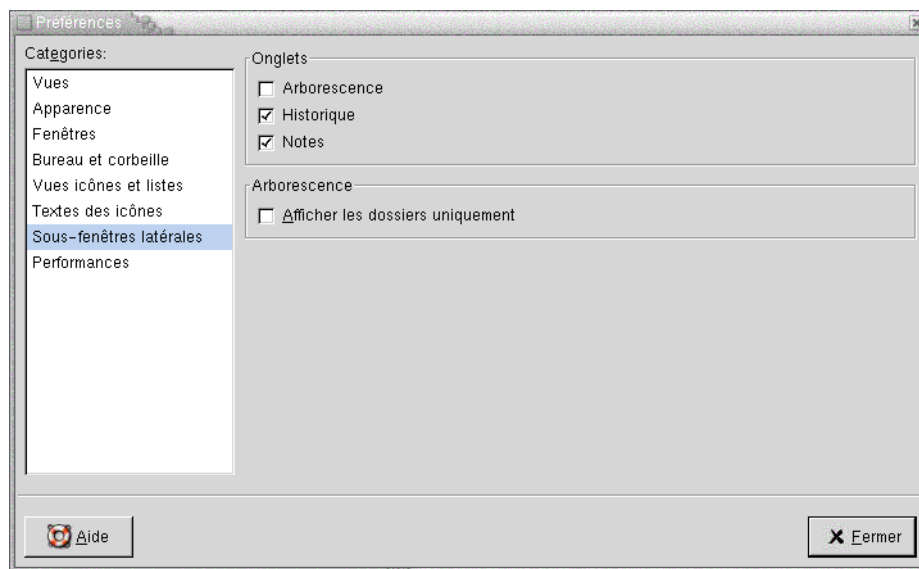 Préférences
Catégories:
Vues
Apparence
Fenêtres
Bureau et corbeille
Vues icônes et listes
Textes des icônes
Sous-fenêtres latérales
Performances
Onglets
Arborescence
Historique
Notes
Arborescence
Afficher les dossiers uniquement
Aide
Fermer